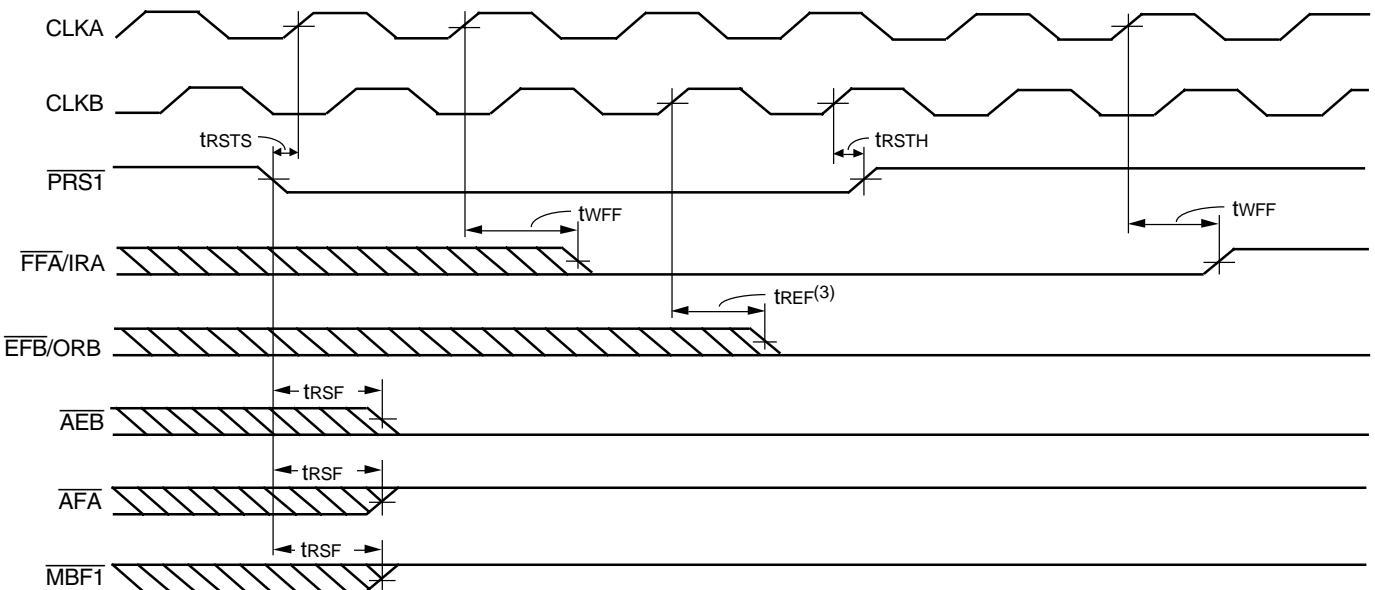 CLKA
CLKB
tRSTS
tRSTH
PRS1
tWFF
tWFF
FFA/IRA
tREF(3)
EFB/ORB
tRSF
AEB
tRSF
AFA
tRSF
MBF1